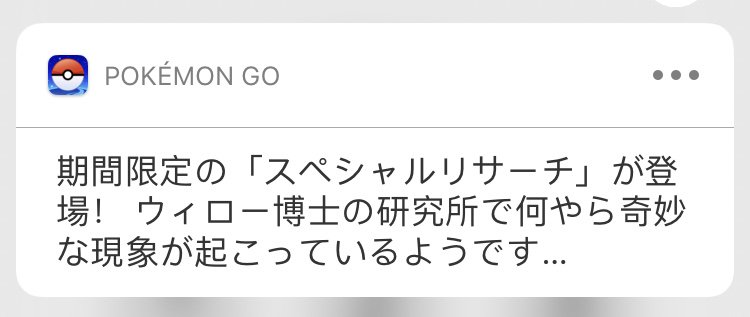 POKÉMON GO
期間限定の「スペシャルリサーチ」が登
場！ ウィロー博士の研究所で何やら奇妙
な現象が起こっているようです...